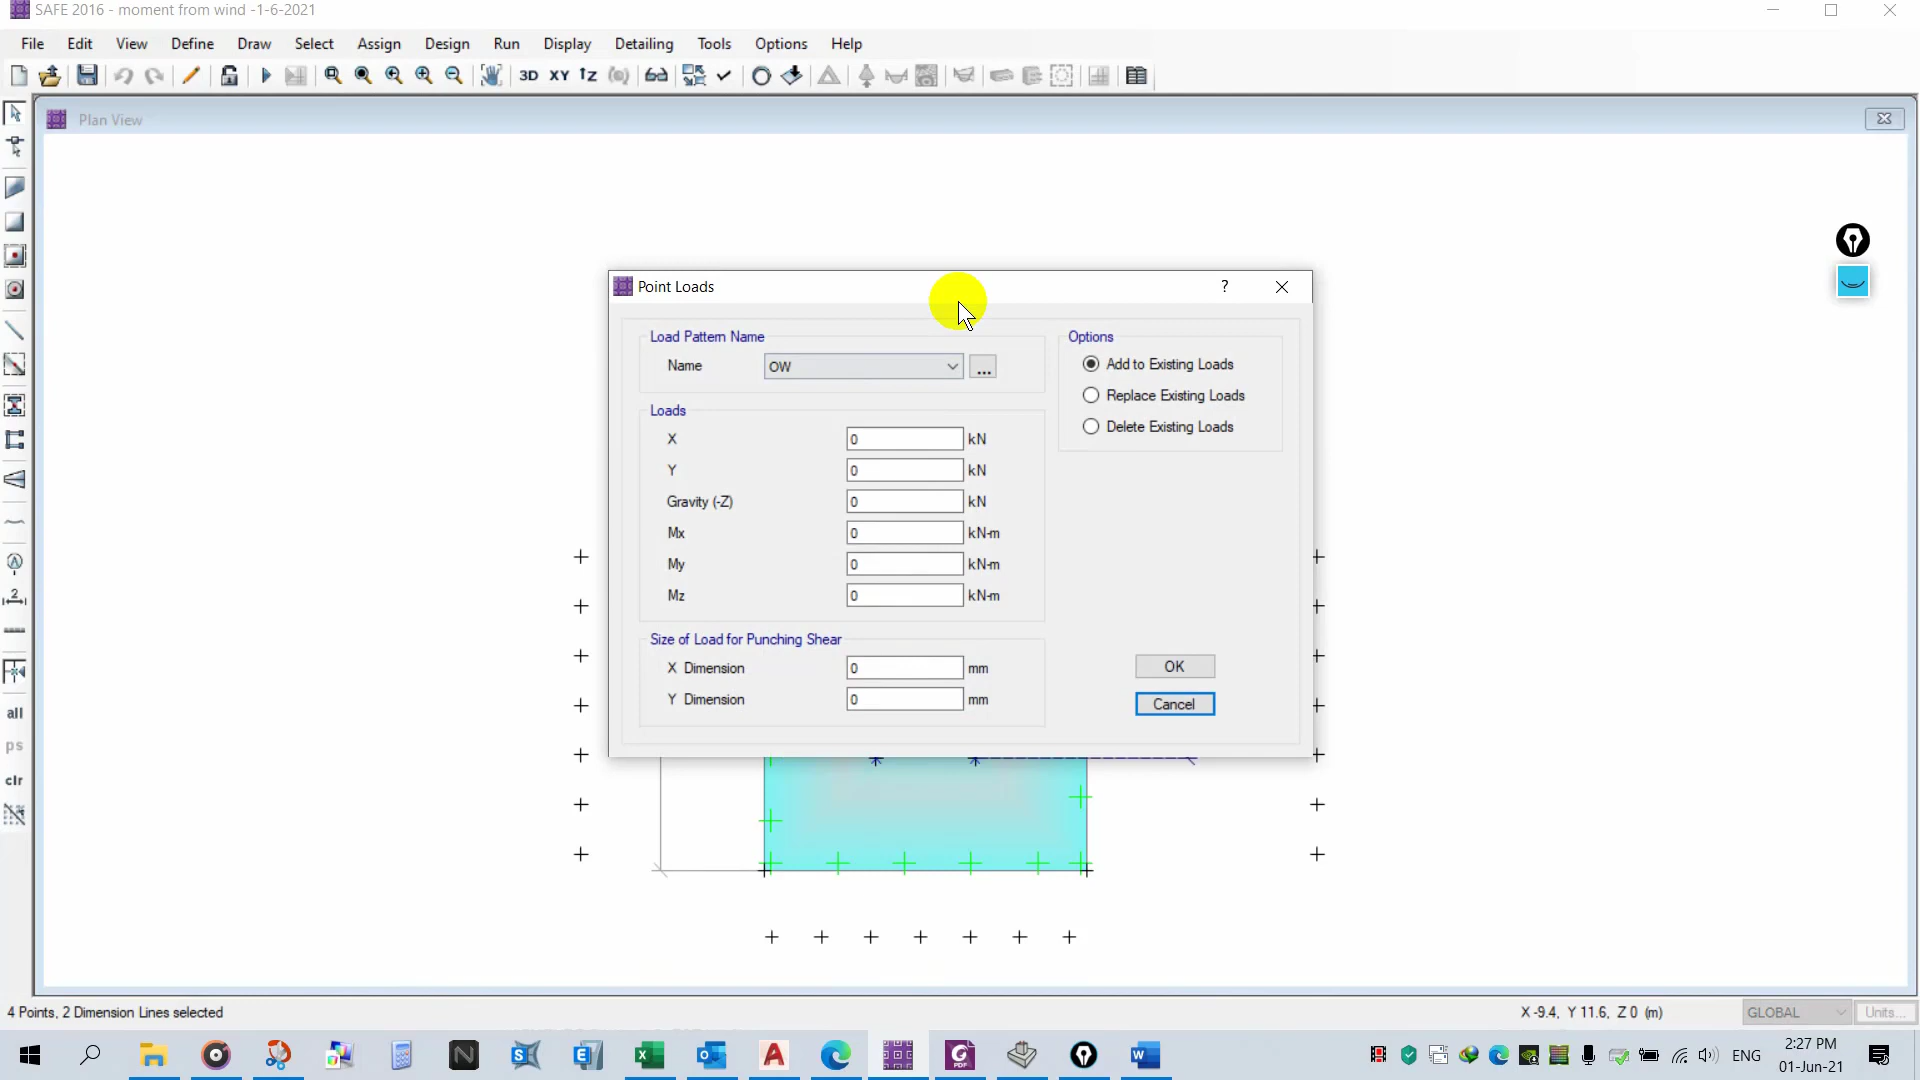 SAFE 2016 - moment from wind -1-6-2021
File Edit View Define Draw Select Assign Design Run Display Detailing Tools Options Help
3D XY
Plan View
Point Loads ?
Load Pattern Name
Name OW ...
Options
Add to Existing Loads
Replace Existing Loads
Delete Existing Loads
Loads
X 0 kN
Y 0 kN
Gravity (-Z) 0 kN
Mx 0 kN-m
My 0 kN-m
Mz 0 kN-m
Size of Load for Punching Shear
X Dimension 0 mm
Y Dimension 0 mm
OK
Cancel
all
ps
clr
4 Points, 2 Dimension Lines selected
X -9.4, Y 11.6, Z 0 (m)
GLOBAL
Units...
ENG
2:27 PM
01-Jun-21